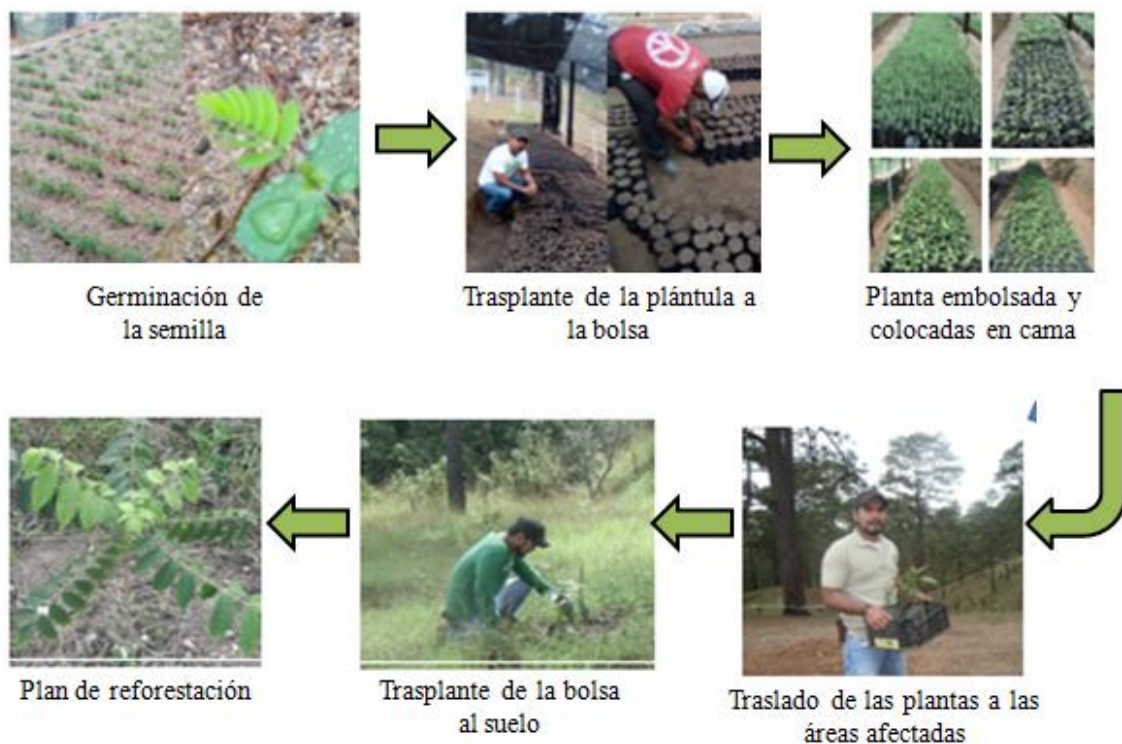 Germinación de
la semilla
Trasplante de la plántula a
la bolsa
Planta embolsada y
colocadas en cama
Traslado de las plantas a las
áreas afectadas
Trasplante de la bolsa
al suelo
Plan de reforestación